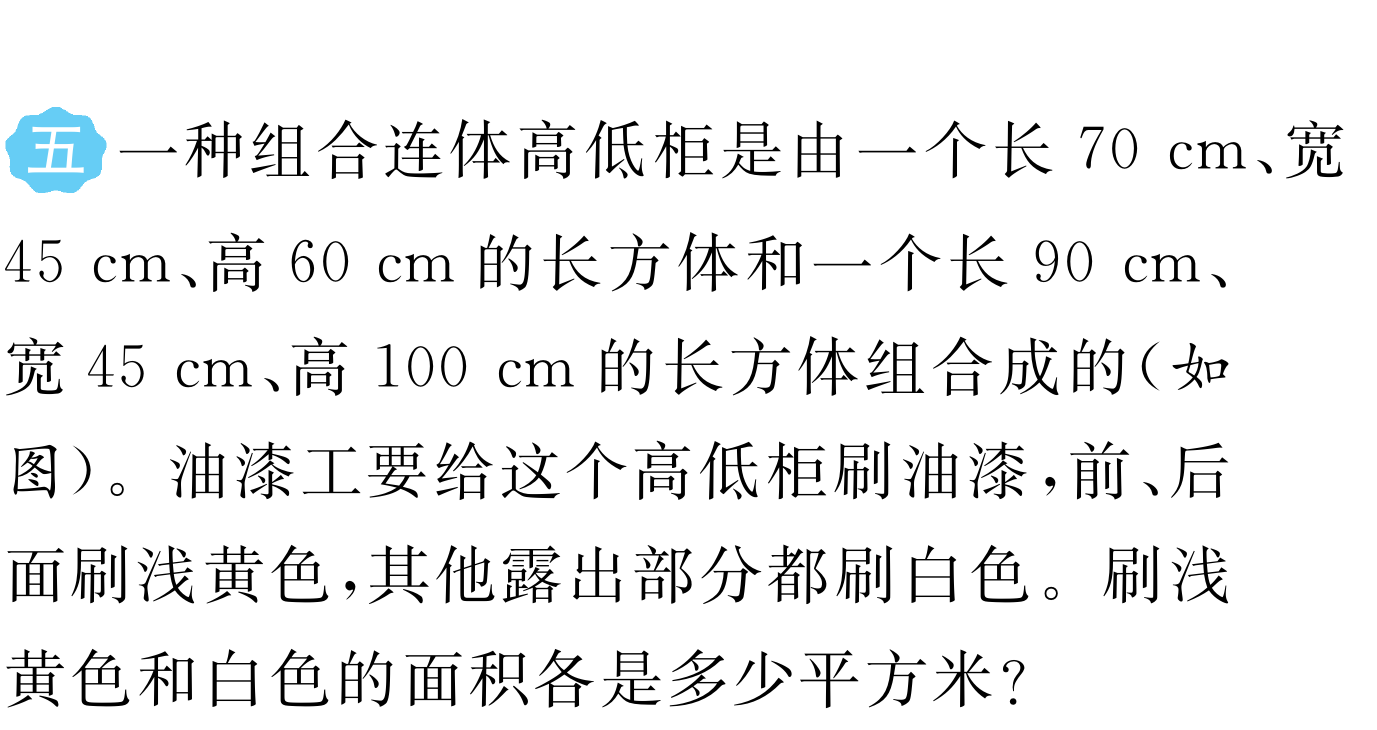 五 一种组合连体高低柜是由一个长 70 cm、宽
45 cm、高 60 cm 的长方体和一个长 90 cm、
宽 45 cm、高 100 cm 的长方体组合成的(如
图)。油漆工要给这个高低柜刷油漆,前、后
面刷浅黄色,其他露出部分都刷白色。刷浅
黄色和白色的面积各是多少平方米?